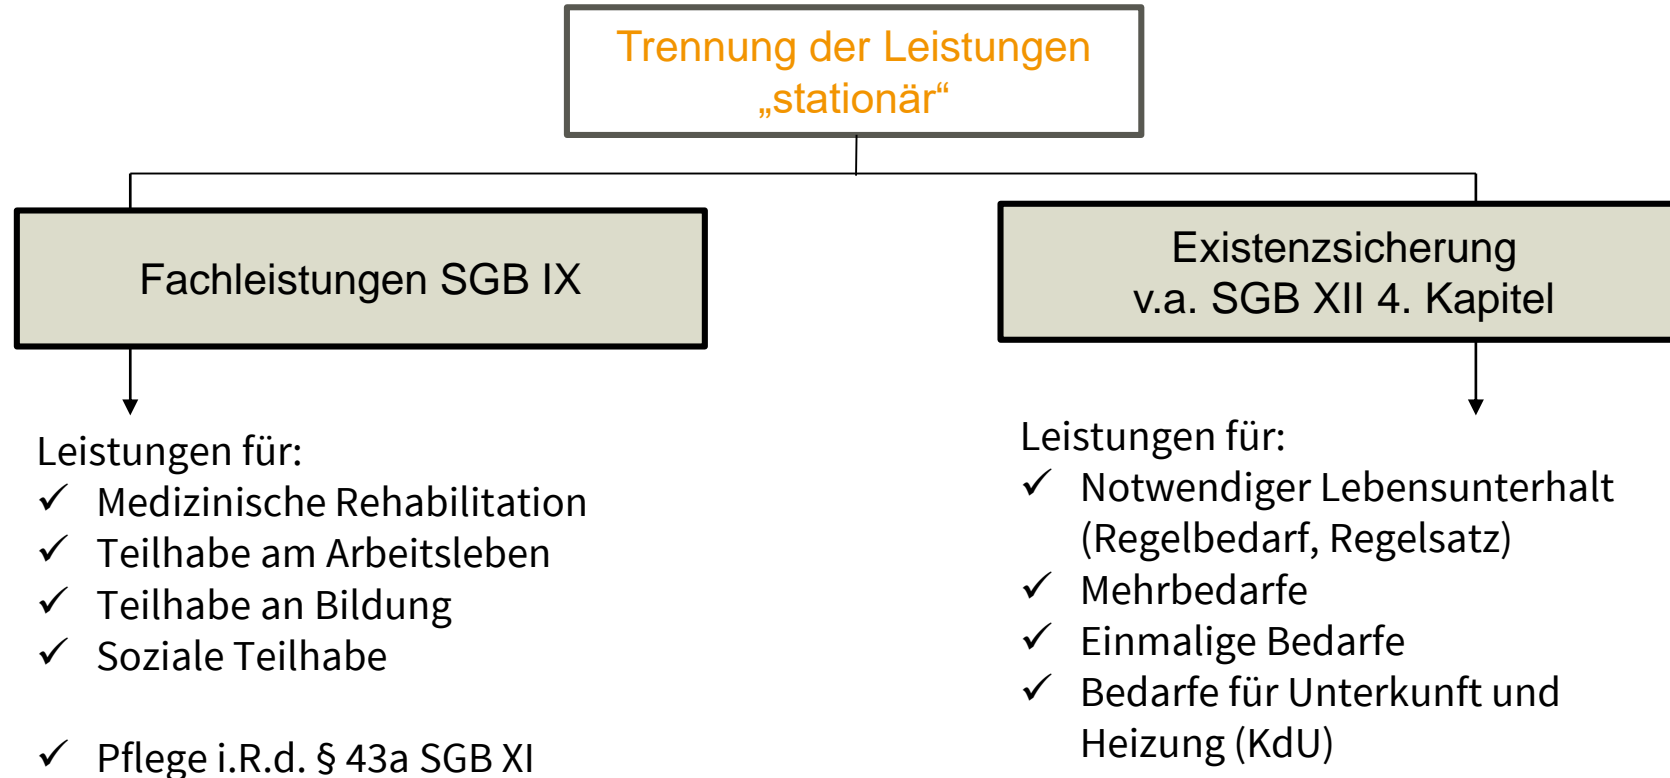 Trennung der Leistungen
„stationär“
Fachleistungen SGB IX
Leistungen für:
✓ Medizinische Rehabilitation
✓ Teilhabe am Arbeitsleben
✓ Teilhabe an Bildung
✓ Soziale Teilhabe
✓ Pflege i.R.d. § 43a SGB XI
Existenzsicherung
v.a. SGB XII 4. Kapitel
Leistungen für:
✓ Notwendiger Lebensunterhalt
(Regelbedarf, Regelsatz)
✓ Mehrbedarfe
✓ Einmalige Bedarfe
✓ Bedarfe für Unterkunft und
Heizung (KdU)